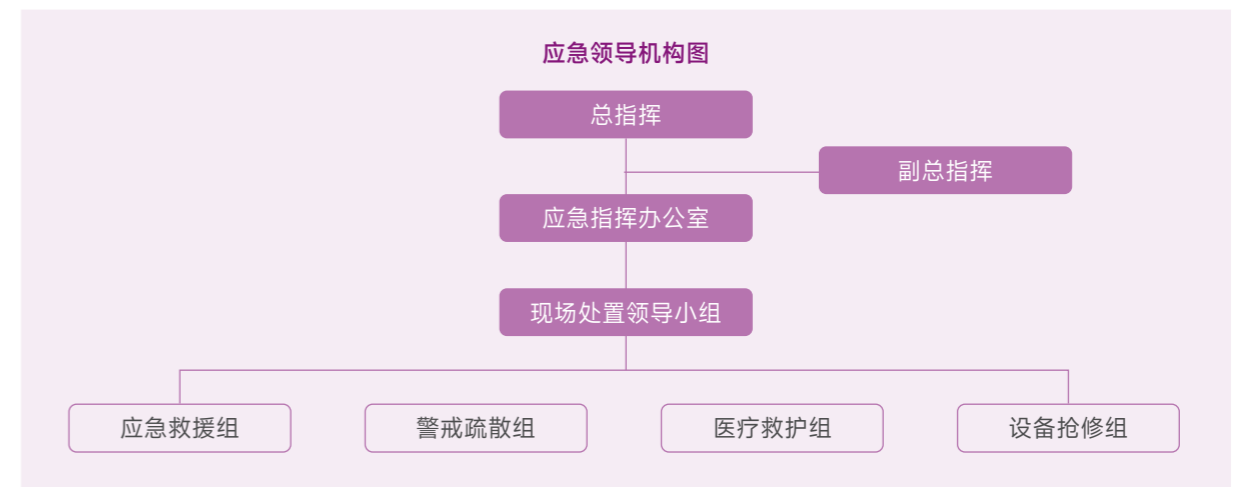 应急领导机构图
总指挥
副总指挥
应急指挥办公室
现场处置领导小组
应急救援组
警戒疏散组
医疗救护组
设备抢修组